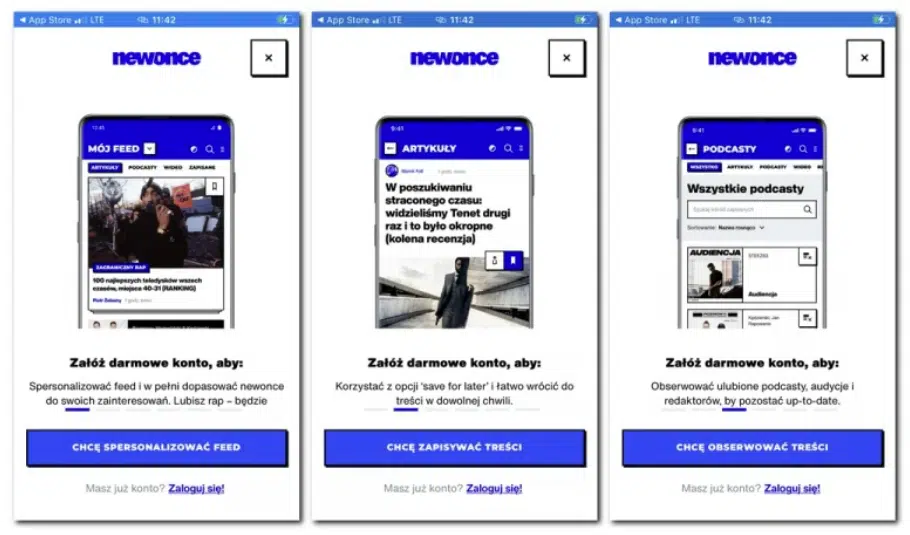 App Store LTE 11:42
newonce
12:45
MÓJ FEED
ARTYKUŁY PODCASTY WIDEO ZAPISANE
ZAGRANICZNY RAP
100 najlepszych teledysków wszech
czasów, miejsca 40-31 [RANKING]
Piotr 1 godz. temu
Załóż darmowe konto, aby:
Spersonalizować feed i w pełni dopasować newonce
do swoich zainteresowań. Lubisz rap – będzie
CHCĘ SPERSONALIZOWAĆ FEED
Masz już konto? Zaloguj się!
App Store LTE 11:42
newonce
9:41
ARTYKUŁY
1 godz. temu
W poszukiwaniu
straconego czasu:
widzieliśmy Tenet drugi
raz i to było okropne
(kolena recenzja)
Załóż darmowe konto, aby:
Korzystać z opcji 'save for later' i łatwo wrócić do
treści w dowolnej chwili.
CHCĘ ZAPISYWAĆ TREŚCI
Masz już konto? Zaloguj się!
App Store LTE 11:42
newonce
9:41
PODCASTY
WSZYSTKO ARTYKUŁY PODCASTY WIDEO
Wszystkie podcasty
Szukaj wśród zapisanych
Sortowanie: Nazwa rosnąco
AUDIENCJA
Audiencja
Załóż darmowe konto, aby:
Obserwować ulubione podcasty, audycje i
redaktorów, by pozostać up-to-date.
CHCĘ OBSERWOWAĆ TREŚCI
Masz już konto? Zaloguj się!